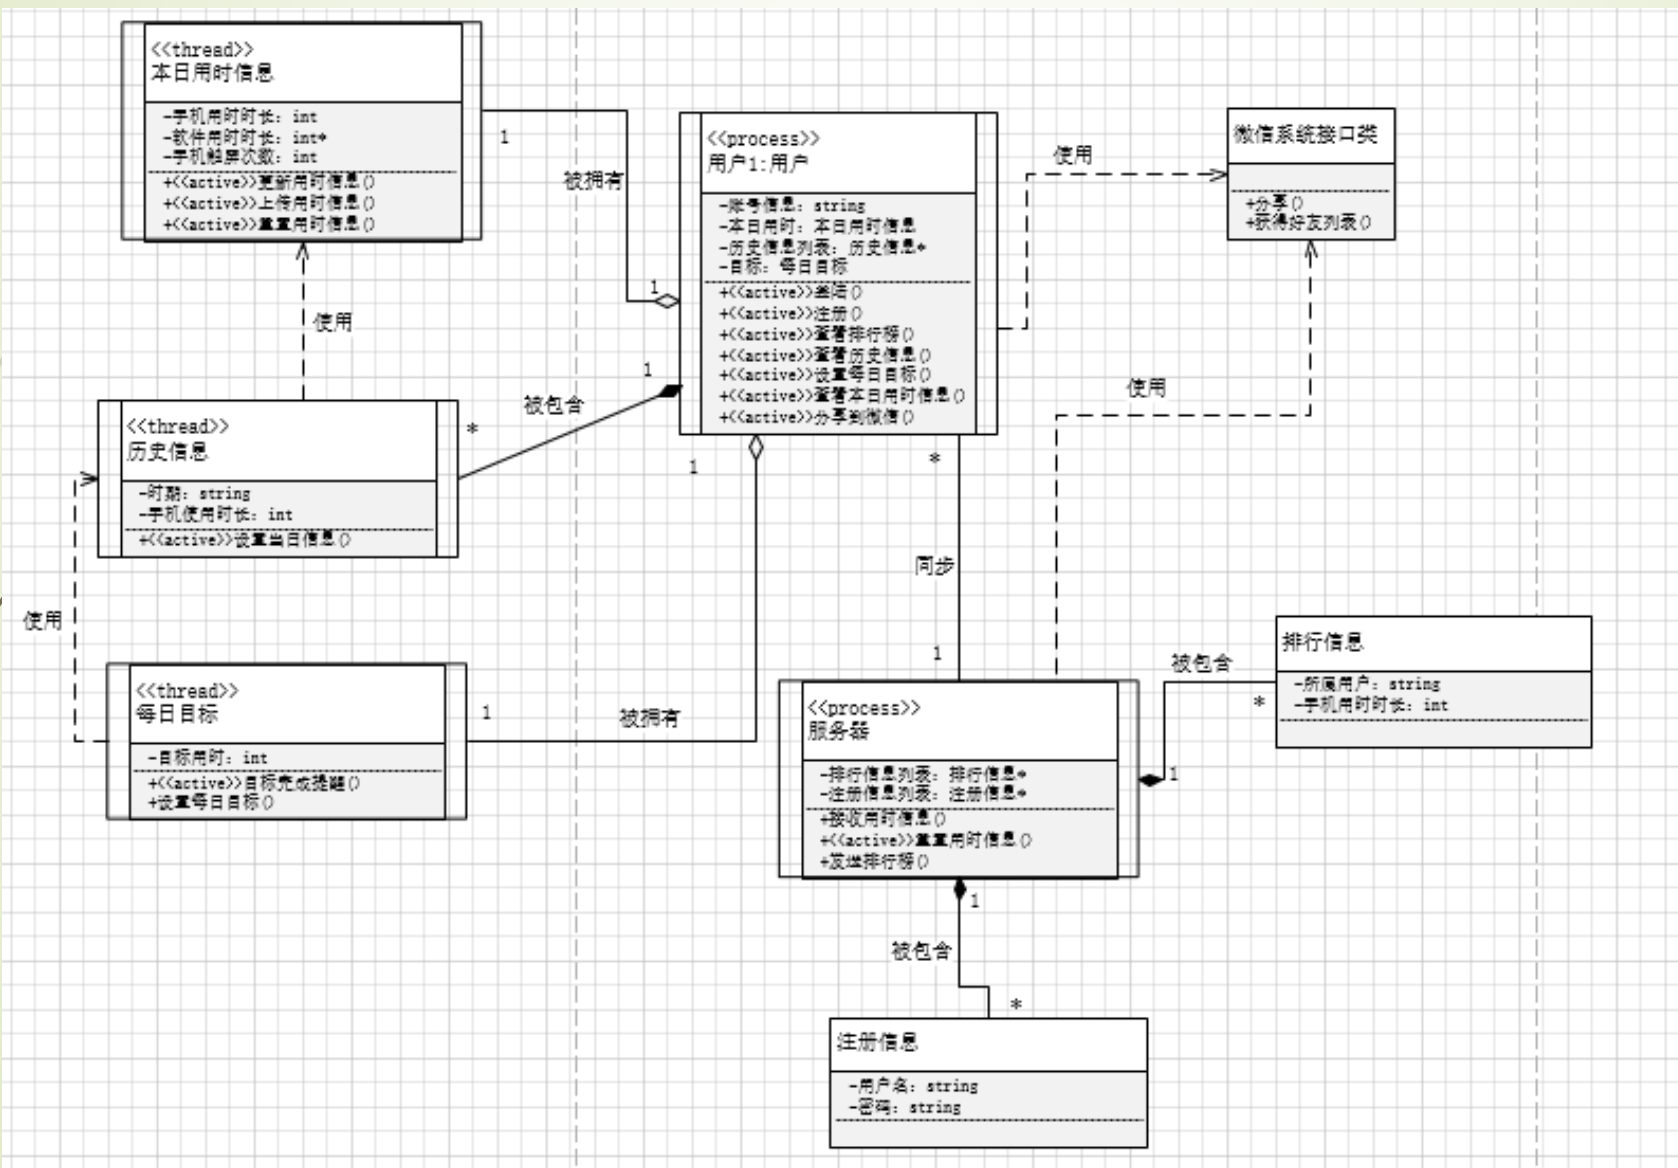 <<thread>>
本日用时信息
-手机用时时长: int
-软件用时时长: int*
-手机触屏次数: int
+<<active>>更新用时信息()
+<<active>>上传用时信息()
+<<active>>重置用时信息()
1
被拥有
1
<<process>>
用户1:用户
-账号信息: string
-本日用时: 本日用时信息
-历史信息列表: 历史信息*
-目标: 每日目标
+<<active>>登陆()
+<<active>>注册()
+<<active>>查看排行榜()
+<<active>>查看历史信息()
+<<active>>设置每日目标()
+<<active>>查看本日用时信息()
+<<active>>分享到微信()
使用
微信系统接口类
+分享()
+获得好友列表()
使用
使用
1
被包含
*
<<thread>>
历史信息
-时期: string
-手机使用时长: int
+<<active>>设置当日信息()
1
*
同步
1
使用
<<thread>>
每日目标
-目标用时: int
+<<active>>目标完成提醒()
+设置每日目标()
1
被拥有
<<process>>
服务器
-排行信息列表: 排行信息*
-注册信息列表: 注册信息*
+接收用时信息()
+<<active>>重置用时信息()
+发送排行榜()
被包含
*
1
排行信息
-所属用户: string
-手机用时时长: int
1
被包含
*
注册信息
-用户名: string
-密码: string